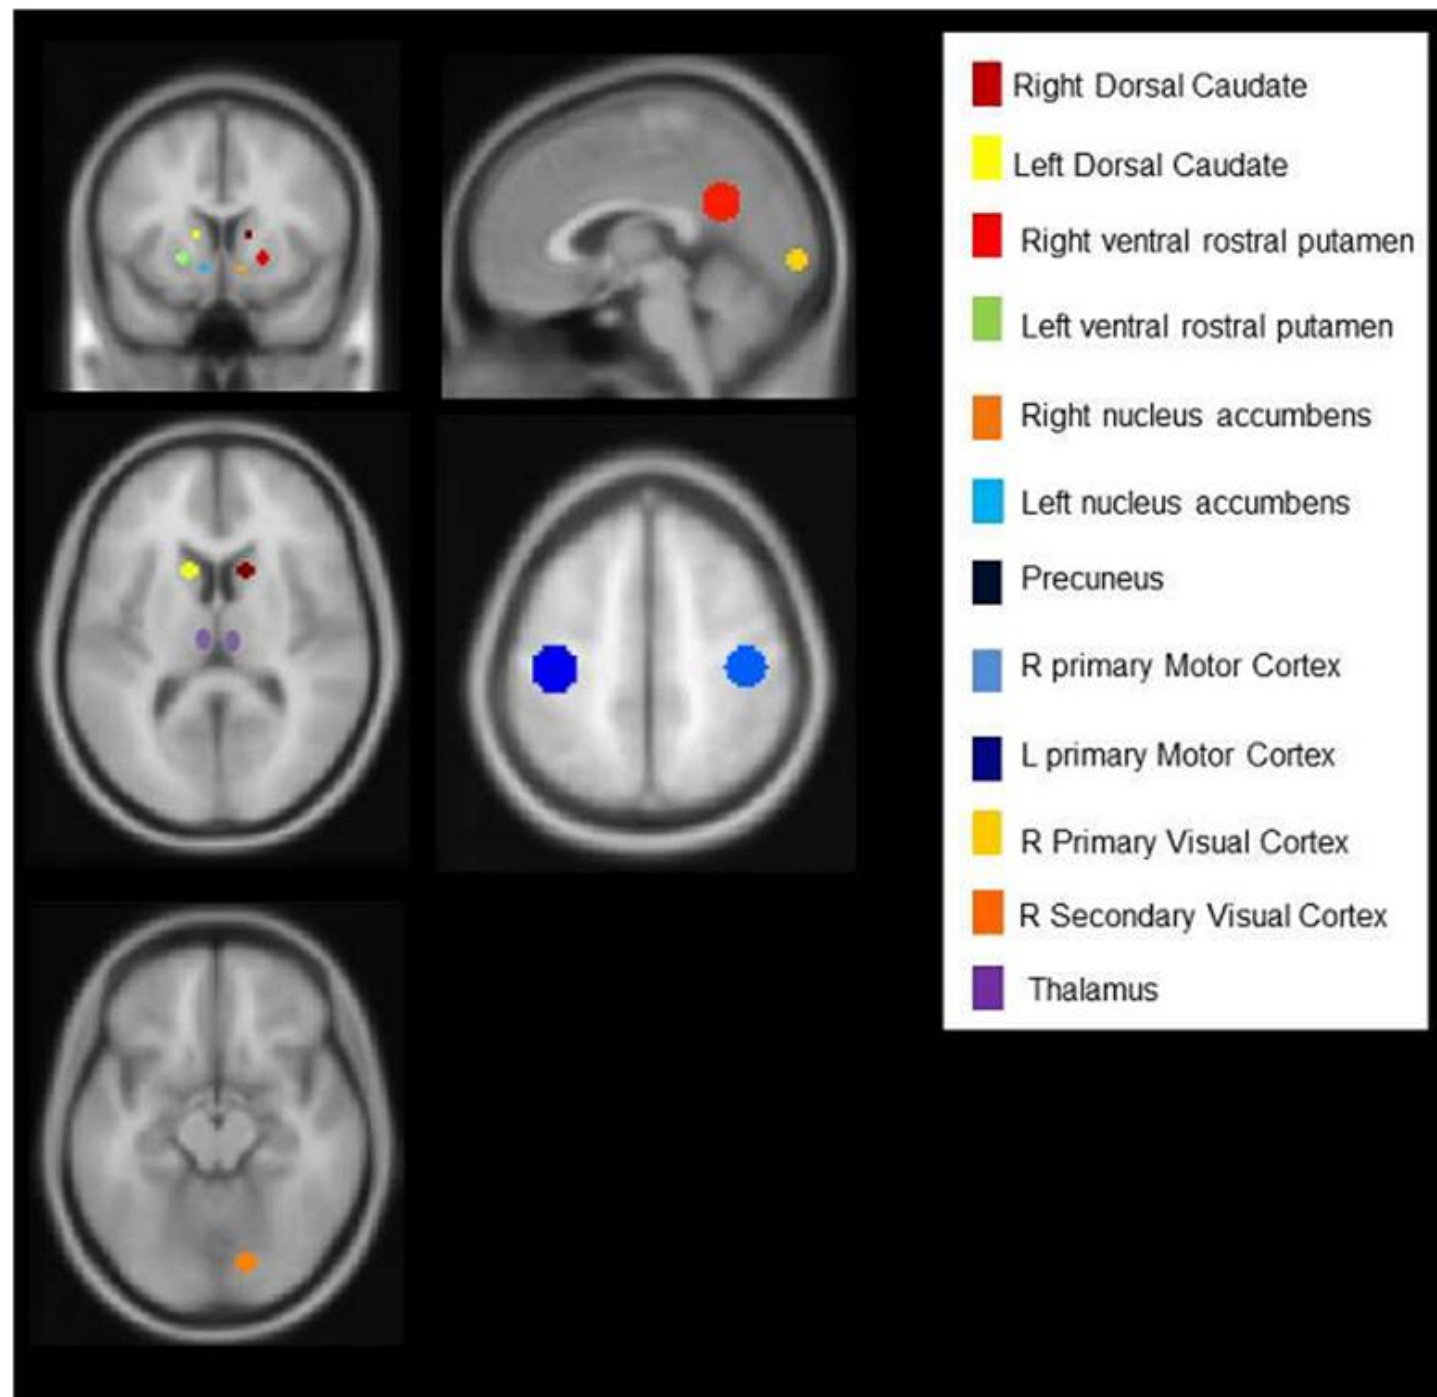 Right Dorsal Caudate
Left Dorsal Caudate
Right ventral rostral putamen
Left ventral rostral putamen
Right nucleus accumbens
Left nucleus accumbens
Precuneus
R primary Motor Cortex
L primary Motor Cortex
R Primary Visual Cortex
R Secondary Visual Cortex
Thalamus